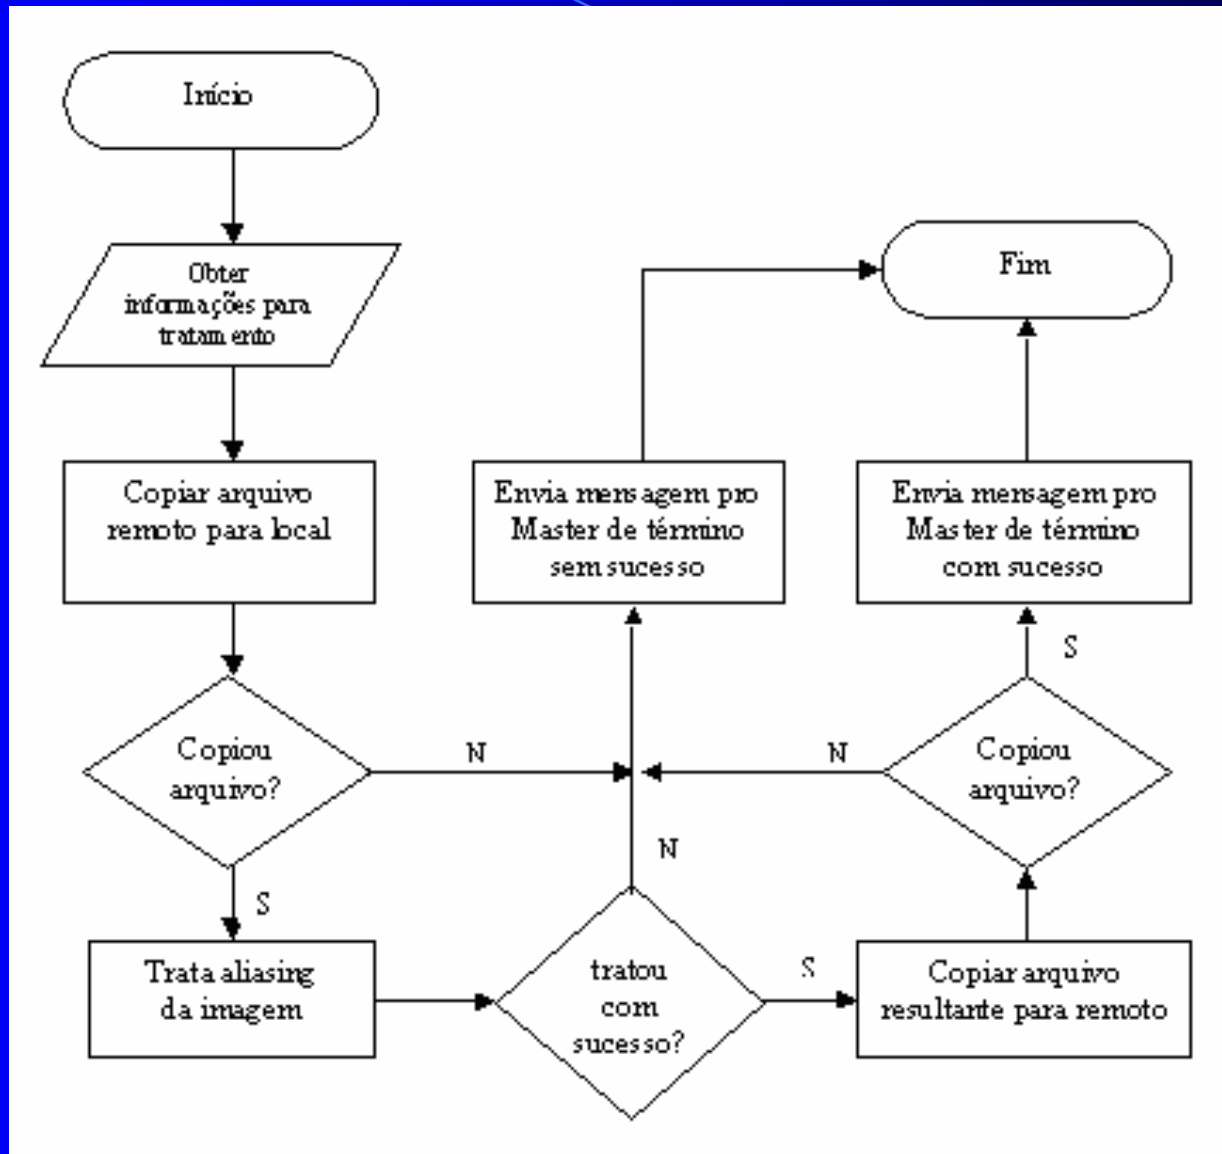 Início
Obter
informações para
tratamento
Copiar arquivo
remoto para local
Copiou
arquivo?
N
S
Trata aliasing
da imagem
tratou
com
sucesso?
N
S
Envia mensagem pro
Master de término
sem sucesso
Copiar arquivo
resultante para remoto
Copiou
arquivo?
N
S
Envia mensagem pro
Master de término
com sucesso
Fim